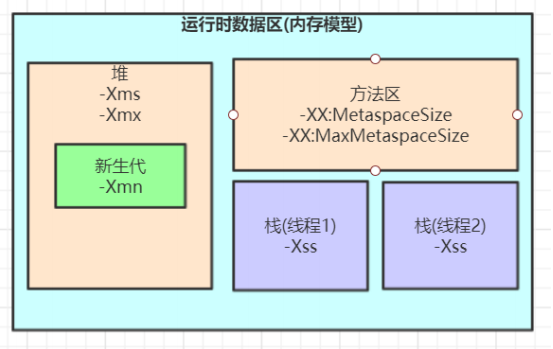 运行时数据区(内存模型)
堆
-Xms
-Xmx
新生代
-Xmn
方法区
-XX:MetaspaceSize
-XX:MaxMetaspaceSize
栈(线程1)
-Xss
栈(线程2)
-Xss